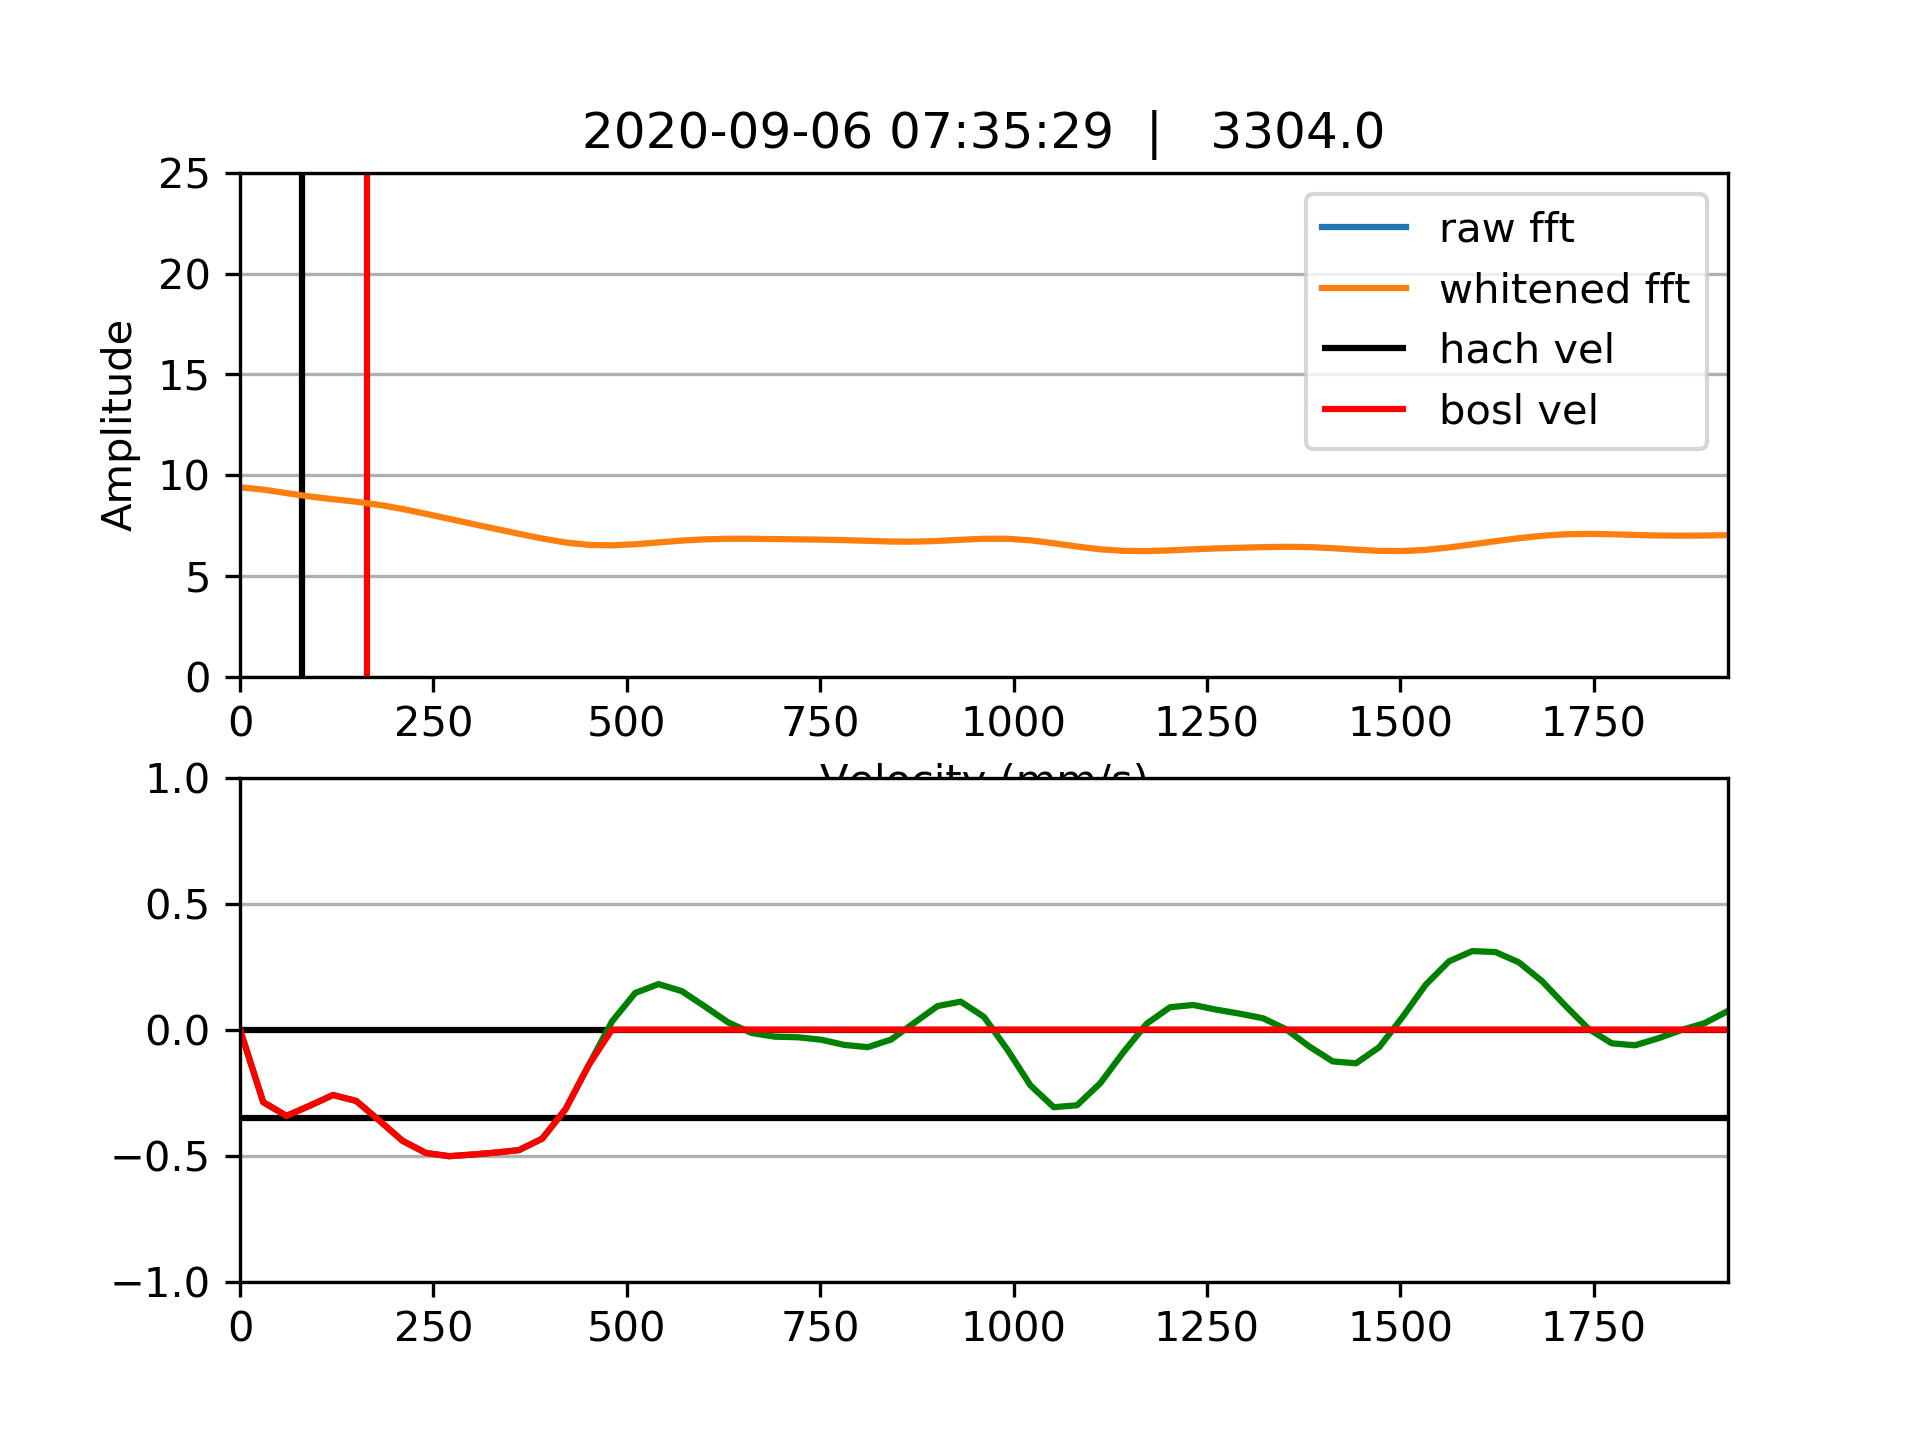 2020-09-06 07:35:29 | 3304.0
25
20
15
10
5
0
Amplitude
raw fft
whitened fft
hach vel
bosl vel
0 250 500 750 1000 1250 1500 1750
Velocity (mm/s)
1.0
0.5
0.0
−0.5
−1.0
0 250 500 750 1000 1250 1500 1750